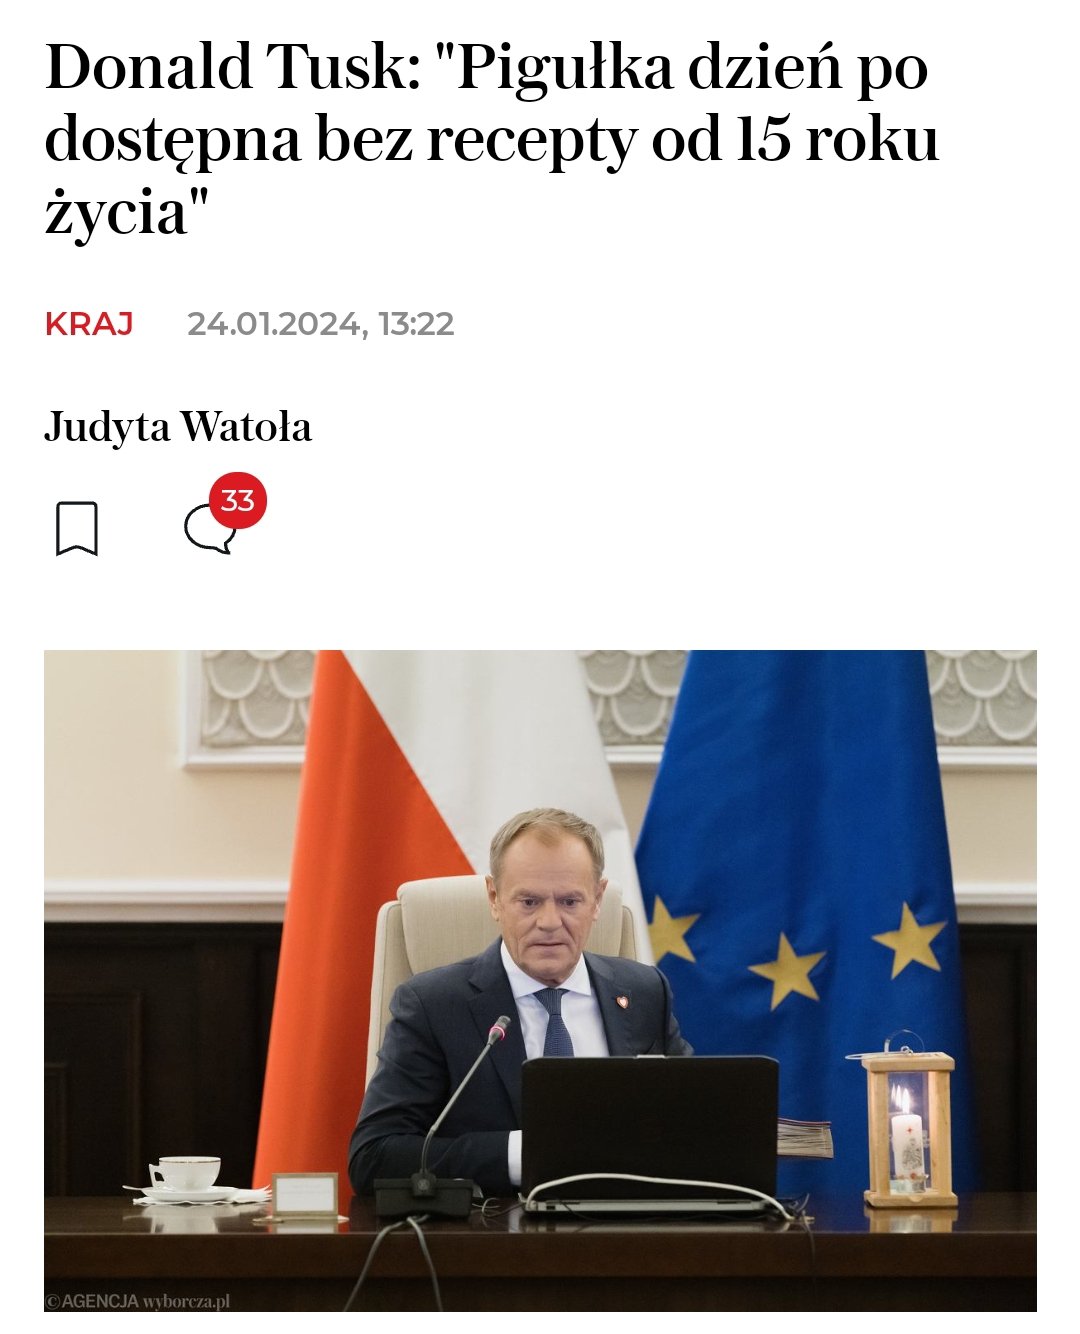 Donald Tusk: "Pigułka dzień po
dostępna bez recepty od 15 roku
życia"
KRAJ 24.01.2024, 13:22
Judyta Watoła
33
©AGENCJA wyborcza.pl